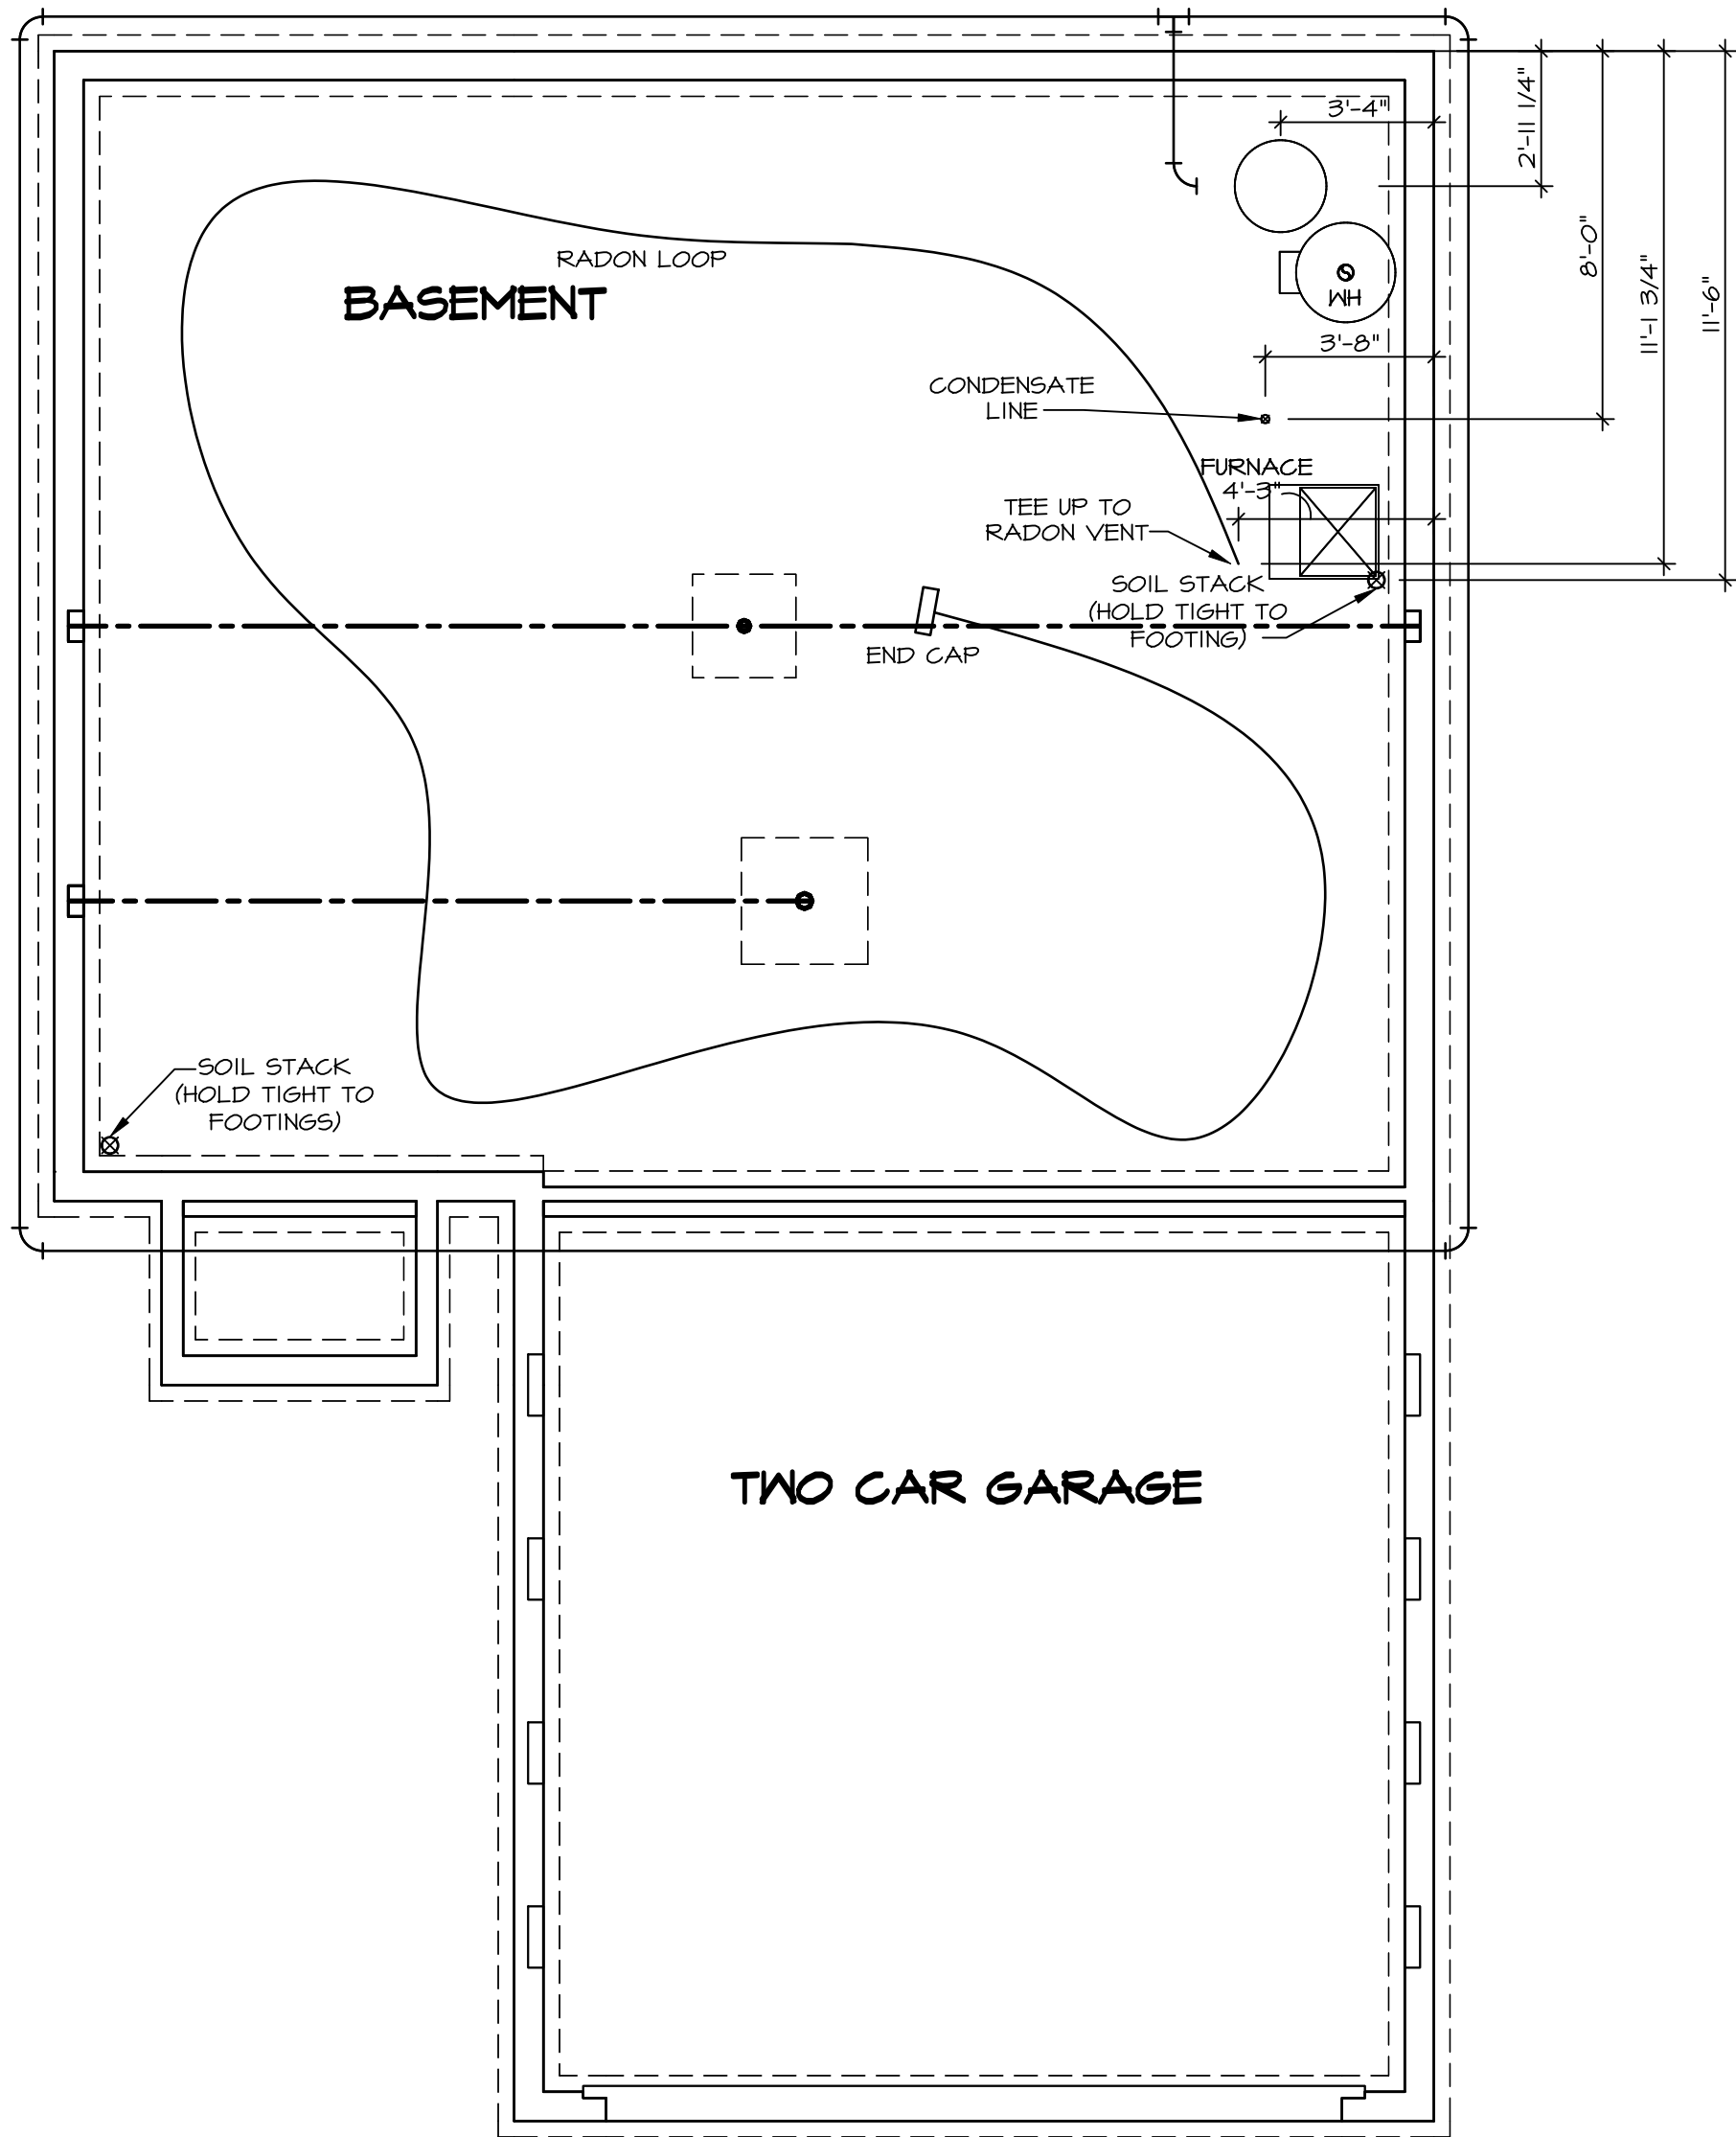 3'-4"
2'-11 1/4"
8'-0"
11'-1 3/4"
11'-6"
RADON LOOP
BASEMENT
WH
3'-8"
CONDENSATE
LINE
FURNACE
4'-3"
TEE UP TO
RADON VENT
SOIL STACK
(HOLD TIGHT TO
FOOTING)
END CAP
SOIL STACK
(HOLD TIGHT TO
FOOTINGS)
TWO CAR GARAGE